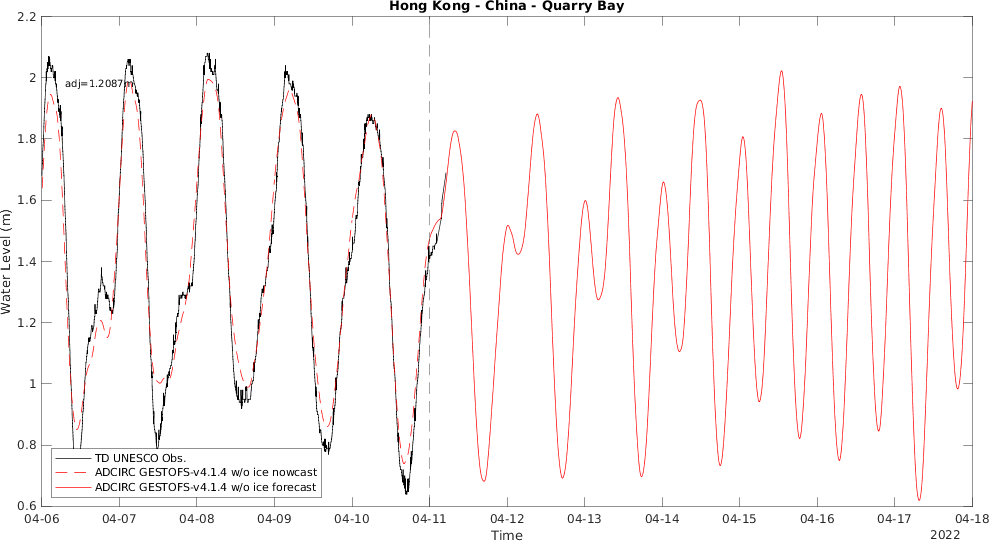 Hong Kong - China - Quarry Bay
Water Level (m)
2.2
2
1.8
1.6
1.4
1.2
1
0.8
0.6
adj=1.2087m
TD UNESCO Obs.
ADCIRC GESTOFS-v4.1.4 w/o ice nowcast
ADCIRC GESTOFS-v4.1.4 w/o ice forecast
04-06 04-07 04-08 04-09 04-10 04-11 04-12 04-13 04-14 04-15 04-16 04-17 04-18
Time
2022